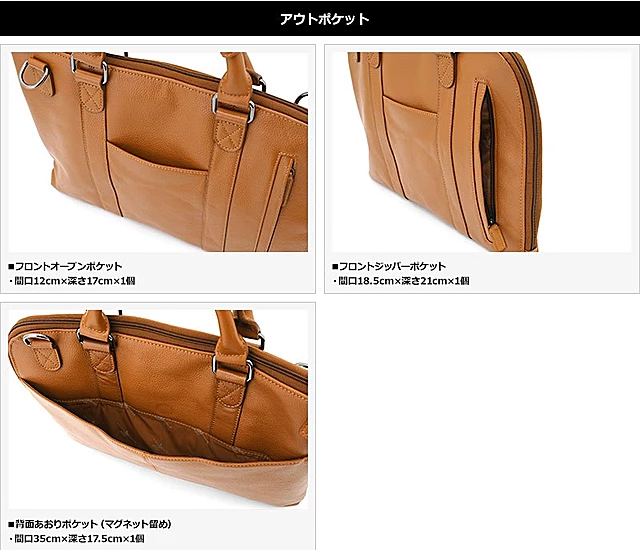 アウトポケット
■フロントオープンポケット
・間口12cm×深さ17cm×1個
■フロントジッパーポケット
・間口18.5cm×深さ21cm×1個
■背面あおりポケット（マグネット留め）
・間口35cm×深さ17.5cm×1個